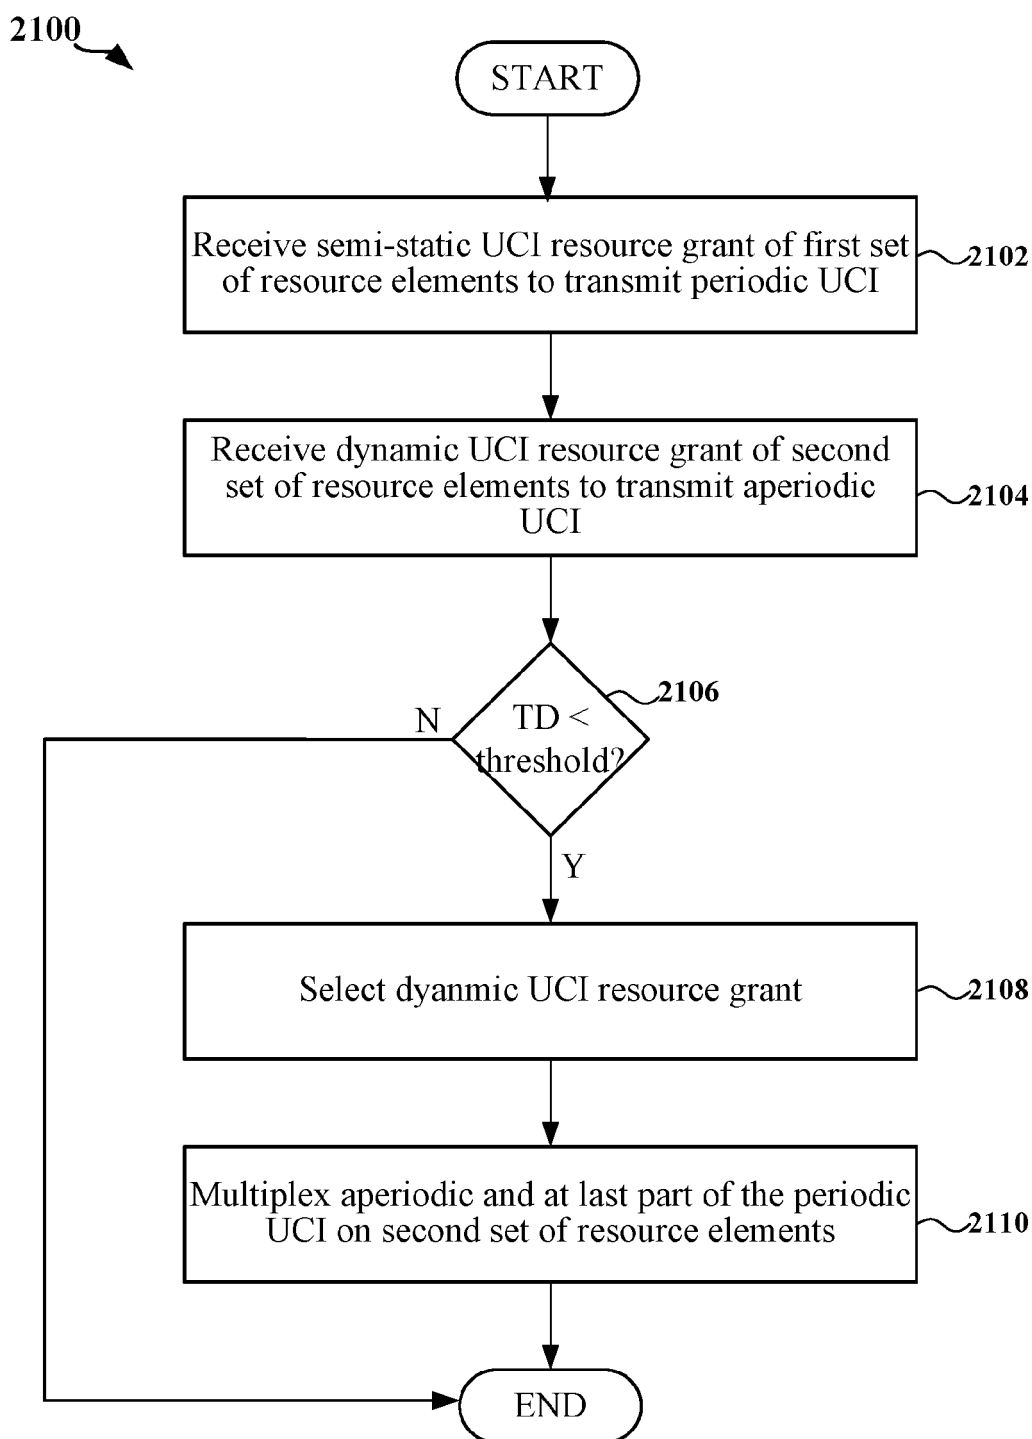 2100
START
Receive semi-static UCI resource grant of first set
of resource elements to transmit periodic UCI
2102
Receive dynamic UCI resource grant of second
set of resource elements to transmit aperiodic
UCI
2104
2106
TD <
threshold?
N
Y
Select dyanmic UCI resource grant
2108
Multiplex aperiodic and at last part of the periodic
UCI on second set of resource elements
2110
END